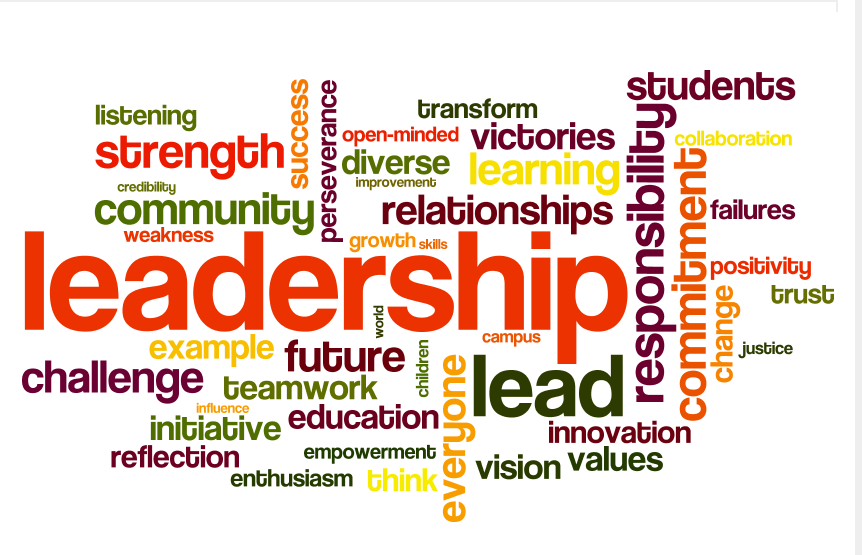 students
listening
success
perseverance
transform
open-minded
victories
responsibility
collaboration
strength
diverse
learning
commitment
credibility
improvement
community
relationships
failures
weakness
growth
skills
leadership
positivity
trust
world
campus
change
example
future
children
justice
challenge
teamwork
everyone
lead
influence
education
initiative
innovation
reflection
empowerment
vision
values
enthusiasm
think